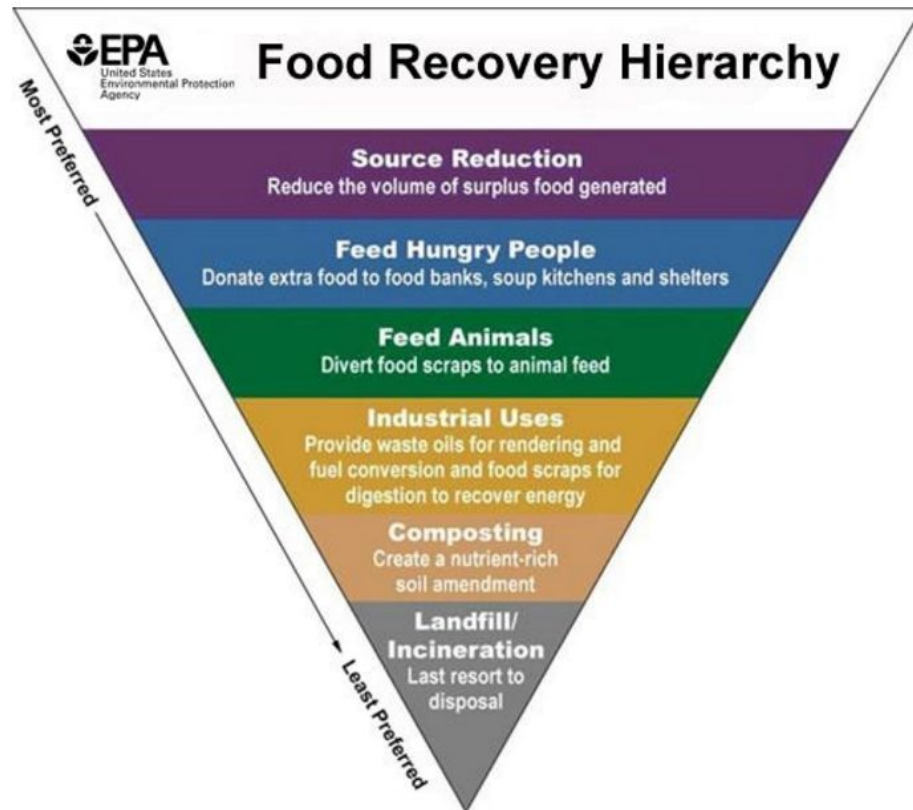 EPA
United States
Environmental Protection
Agency
Food Recovery Hierarchy
Most Preferred
Source Reduction
Reduce the volume of surplus food generated
Feed Hungry People
Donate extra food to food banks, soup kitchens and shelters
Feed Animals
Divert food scraps to animal feed
Industrial Uses
Provide waste oils for rendering and
fuel conversion and food scraps for
digestion to recover energy
Composting
Create a nutrient-rich
soil amendment
Landfill/
Incineration
Last resort to
disposal
Least Preferred